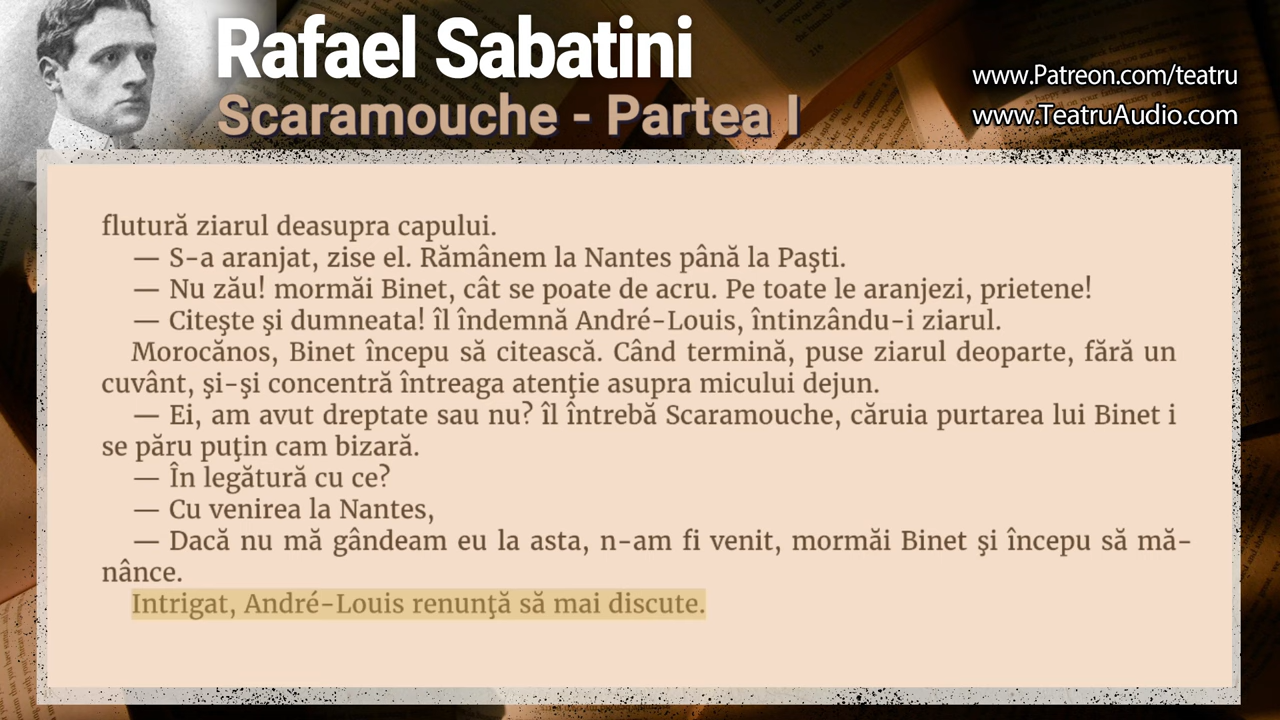 Rafael Sabatini
Scaramouche - Partea I
www.Patreon.com/teatru
www.TeatruAudio.com
flutură ziarul deasupra capului.
— S-a aranjat, zise el. Rămânem la Nantes până la Paşti.
— Nu zău! mormăi Binet, cât se poate de acru. Pe toate le aranjezi, prietene!
— Citeşte şi dumneata! îl îndemnă André-Louis, întinzându-i ziarul.
Morocănos, Binet începu să citească. Când termină, puse ziarul deoparte, fără un
cuvânt, şi-şi concentră întreaga atenţie asupra micului dejun.
— Ei, am avut dreptate sau nu? îl întrebă Scaramouche, căruia purtarea lui Binet i
se păru puţin cam bizară.
— În legătură cu ce?
— Cu venirea la Nantes,
— Dacă nu mă gândeam eu la asta, n-am fi venit, mormăi Binet şi începu să mă-
nânce.
Intrigat, André-Louis renunţă să mai discute.